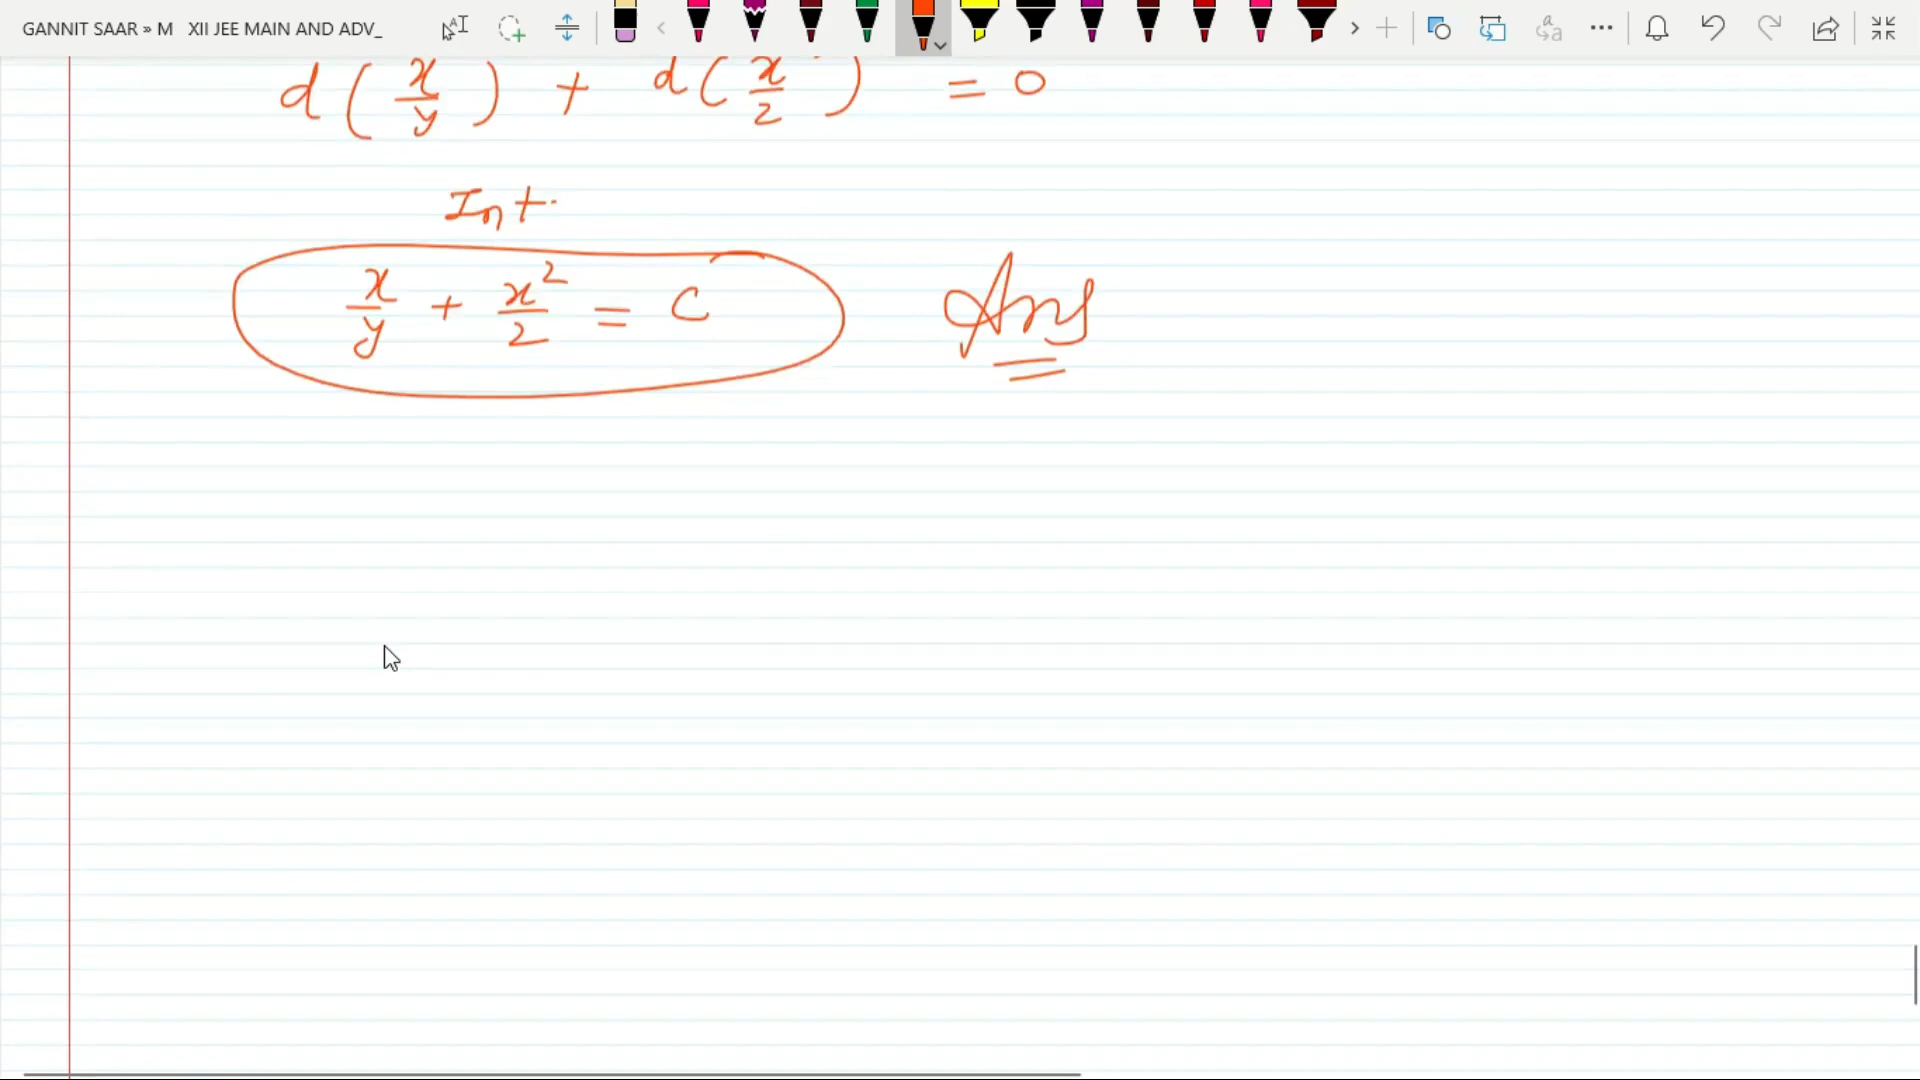 GANNIT SAAR » M XII JEE MAIN AND ADV_
d(x/y) + d(x²/2) = 0
Int.
x/y + x²/2 = C Ans